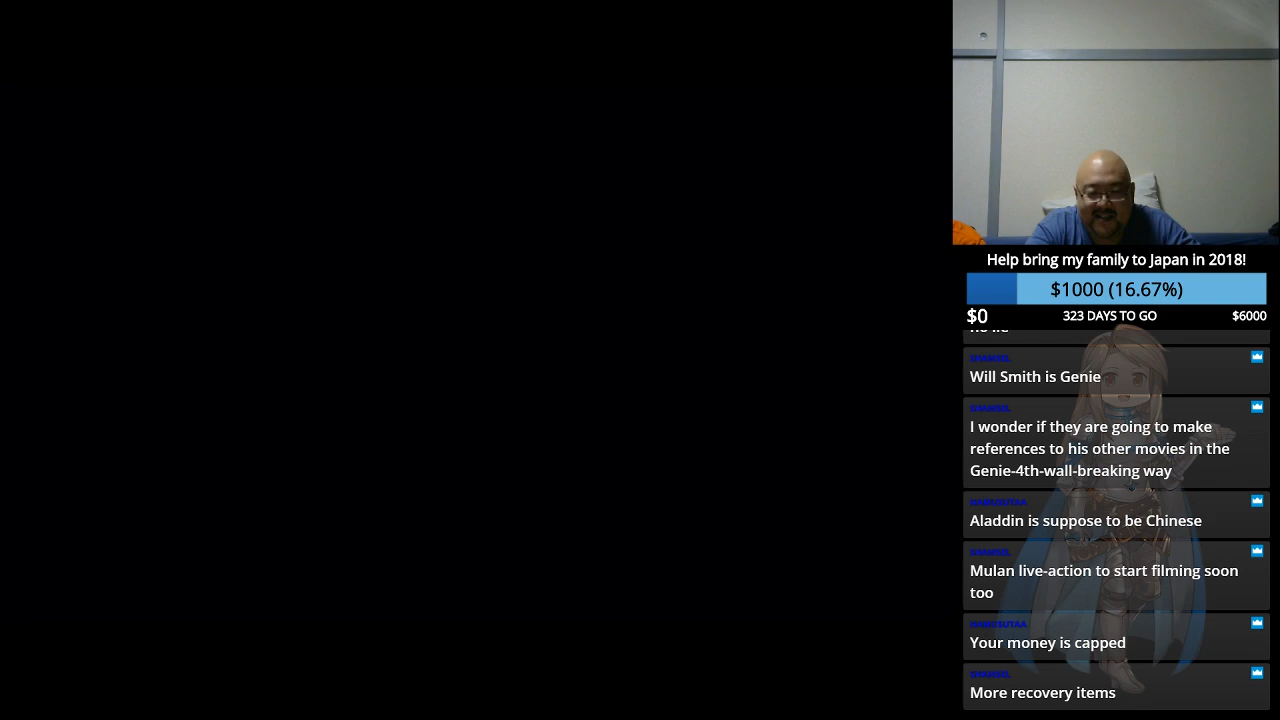 Help bring my family to Japan in 2018!
$1000 (16.67%)
$0 323 DAYS TO GO $6000
Will Smith is Genie
I wonder if they are going to make
references to his other movies in the
Genie-4th-wall-breaking way
Aladdin is suppose to be Chinese
Mulan live-action to start filming soon
too
Your money is capped
More recovery items